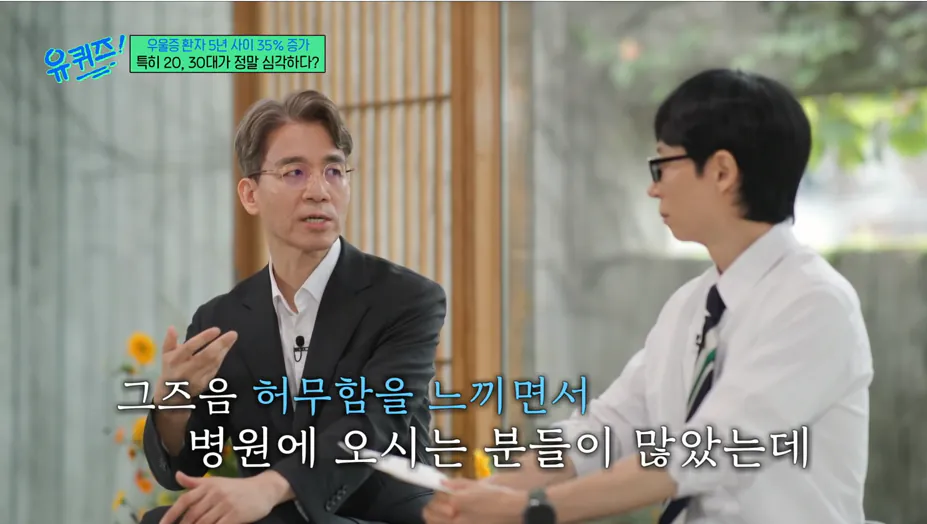 유퀴즈!
우울증 환자 5년 사이 35% 증가
특히 20, 30대가 정말 심각하다?
그즈음 허무함을 느끼면서
병원에 오시는 분들이 많았는데